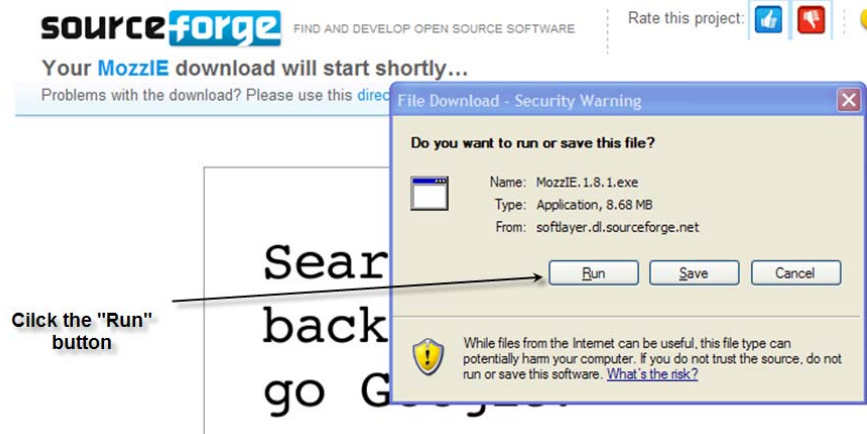 sourceforge FIND AND DEVELOP OPEN SOURCE SOFTWARE
Rate this project:
Your MozzIE download will start shortly...
Problems with the download? Please use this direc
File Download - Security Warning
Do you want to run or save this file?
Name: MozzIE.1.8.1.exe
Type: Application, 8.68 MB
From: softlayer.dl.sourceforge.net
Run Save Cancel
While files from the Internet can be useful, this file type can
potentially harm your computer. If you do not trust the source, do not
run or save this software. What's the risk?
Sear
back
go
Cilck the "Run"
button